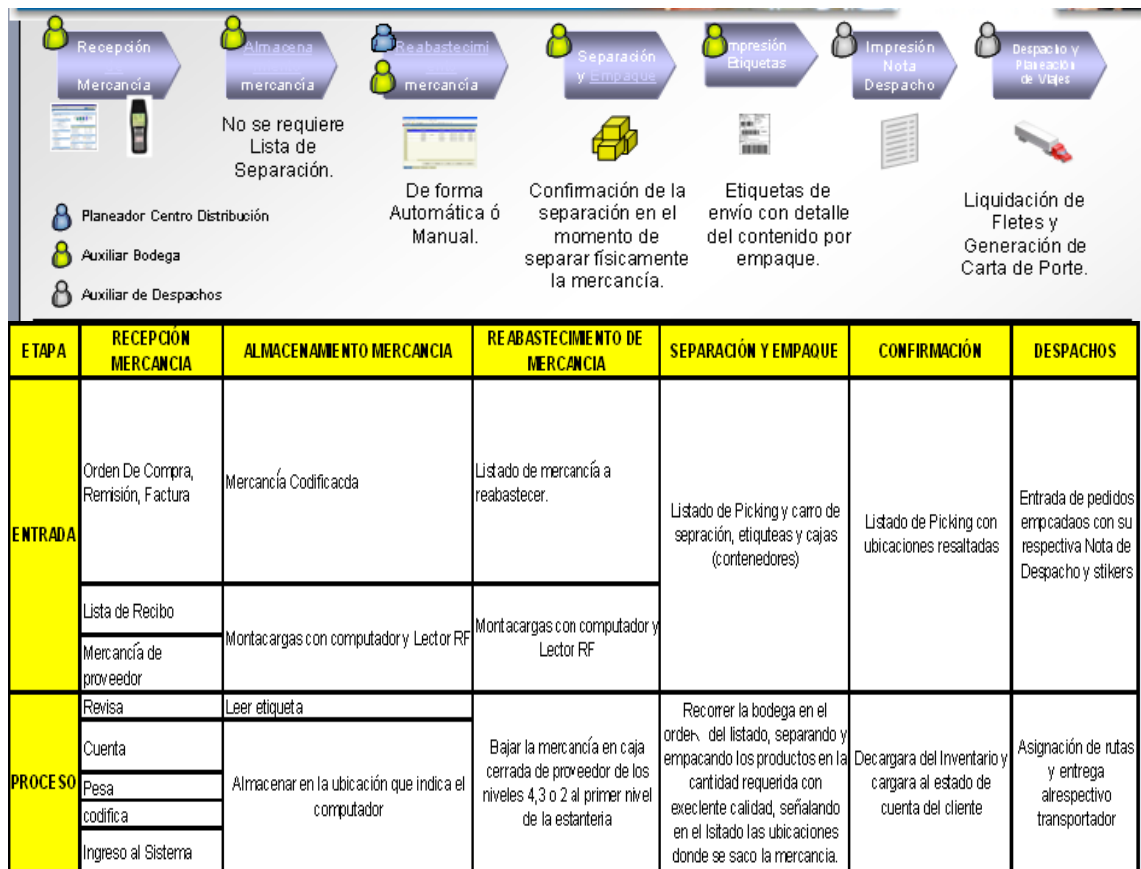 Recepción
Mercancía
Almacena
mercancía
Reabastecimi
mercancía
Separación
y Empaque
Impresión
Etiquetas
Impresión
Nota
Despacho
Despacho y
Planeación
de Viajes
No se requiere
Lista de
Separación.
De forma
Automática ó
Manual.
Confirmación de la
separación en el
momento de
separar físicamente
la mercancía.
Etiquetas de
envío con detalle
del contenido por
empaque.
Liquidación de
Fletes y
Generación de
Carta de Porte.
Planeador Centro Distribución
Auxiliar Bodega
Auxiliar de Despachos
ETAPA
RECEPCIÓN
MERCANCIA
ALMACENAMIENTO MERCANCIA
REABASTECIMIENTO DE
MERCANCIA
SEPARACIÓN Y EMPAQUE
CONFIRMACIÓN
DESPACHOS
ENTRADA
Orden De Compra,
Remisión, Factura
Mercancía Codificacda
Listado de mercancía a
reabastecer.
Listado de Picking y carro de
sepración, etiquteas y cajas
(contenedores)
Listado de Picking con
ubicaciones resaltadas
Entrada de pedidos
empcadaos con su
respectiva Nota de
Despacho y stikers
Lista de Recibo
Mercancía de
proveedor
Montacargas con computador y Lector RF
Montacargas con computador y
Lector RF
PROCESO
Revisa
Cuenta
Pesa
codifica
Ingreso al Sistema
Leer etiqueta
Almacenar en la ubicación que indica el
computador
Bajar la mercancía en caja
cerrada de proveedor de los
niveles 4,3 o 2 al primer nivel
de la estanteria
Recorrer la bodega en el
orden del listado, separando y
empacando los productos en la
cantidad requerida con
execlente calidad, señalando
en el lsitado las ubicaciones
donde se saco la mercancia.
Decargara del Inventario y
cargara al estado de
cuenta del cliente
Asignación de rutas
y entrega
alrespectivo
transportador